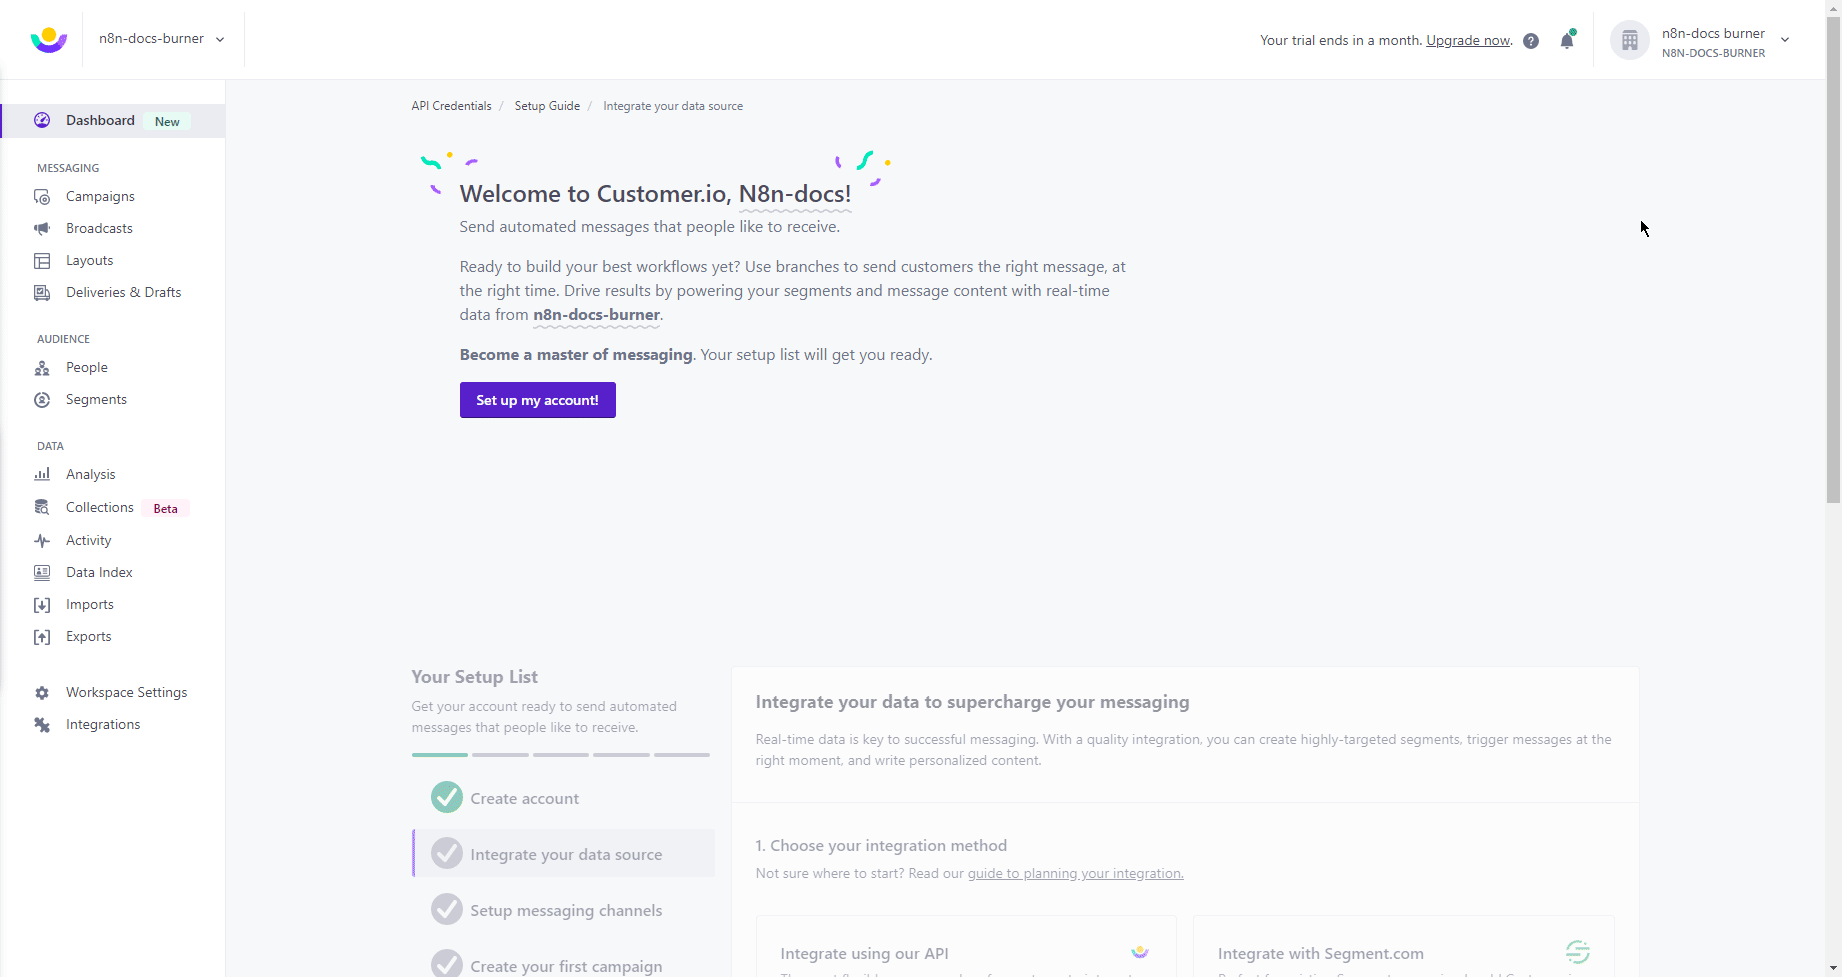 n8n-docs-burner
Your trial ends in a month. Upgrade now.
n8n-docs burner
N8N-DOCS-BURNER
Dashboard New
MESSAGING
Campaigns
Broadcasts
Layouts
Deliveries & Drafts
AUDIENCE
People
Segments
DATA
Analysis
Collections Beta
Activity
Data Index
Imports
Exports
Workspace Settings
Integrations
API Credentials / Setup Guide / Integrate your data source
Welcome to Customer.io, N8n-docs!
Send automated messages that people like to receive.
Ready to build your best workflows yet? Use branches to send customers the right message, at
the right time. Drive results by powering your segments and message content with real-time
data from n8n-docs-burner.
Become a master of messaging. Your setup list will get you ready.
Set up my account!
Your Setup List
Get your account ready to send automated
messages that people like to receive.
Create account
Integrate your data source
Setup messaging channels
Create your first campaign
Integrate your data to supercharge your messaging
Real-time data is key to successful messaging. With a quality integration, you can create highly-targeted segments, trigger messages at the
right moment, and write personalized content.
1. Choose your integration method
Not sure where to start? Read our guide to planning your integration.
Integrate using our API
Integrate with Segment.com